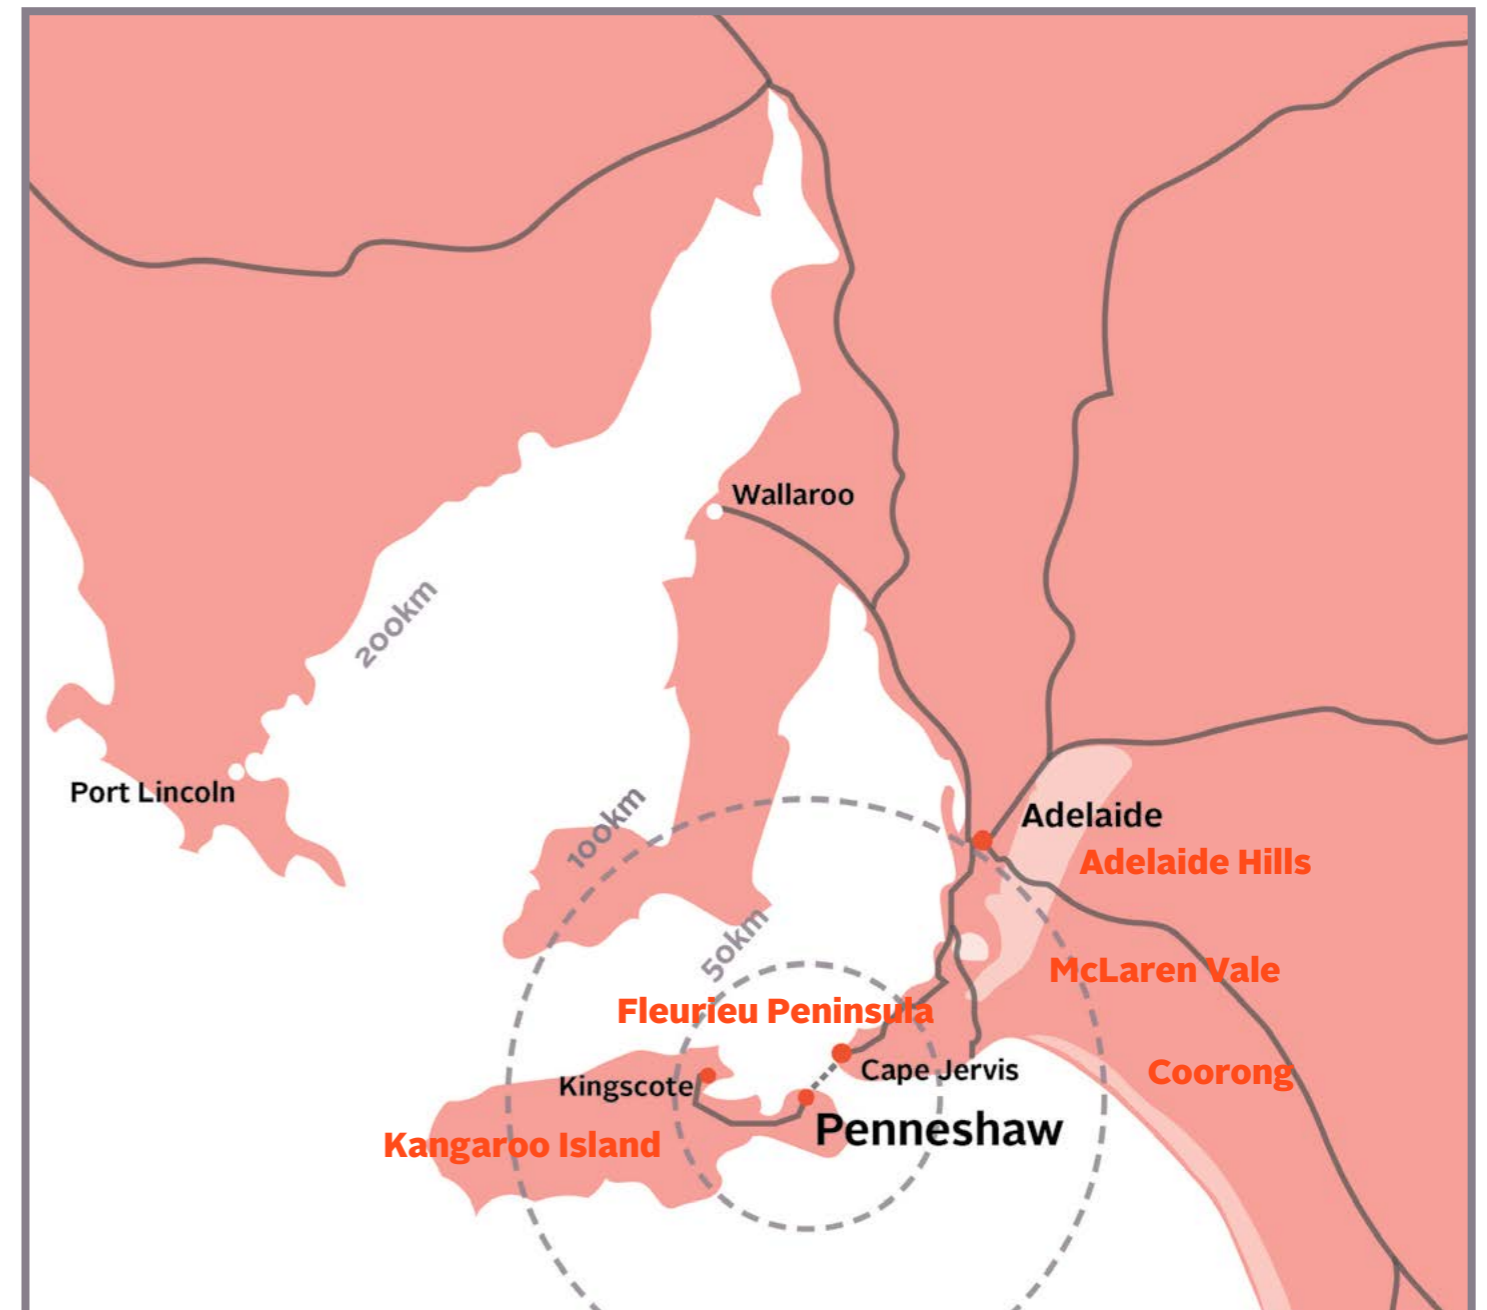 Wallaroo
200km
Port Lincoln
100km
Adelaide
Adelaide Hills
50km
McLaren Vale
Fleurieu Peninsula
Cape Jervis
Coorong
Kingscote
Penneshaw
Kangaroo Island